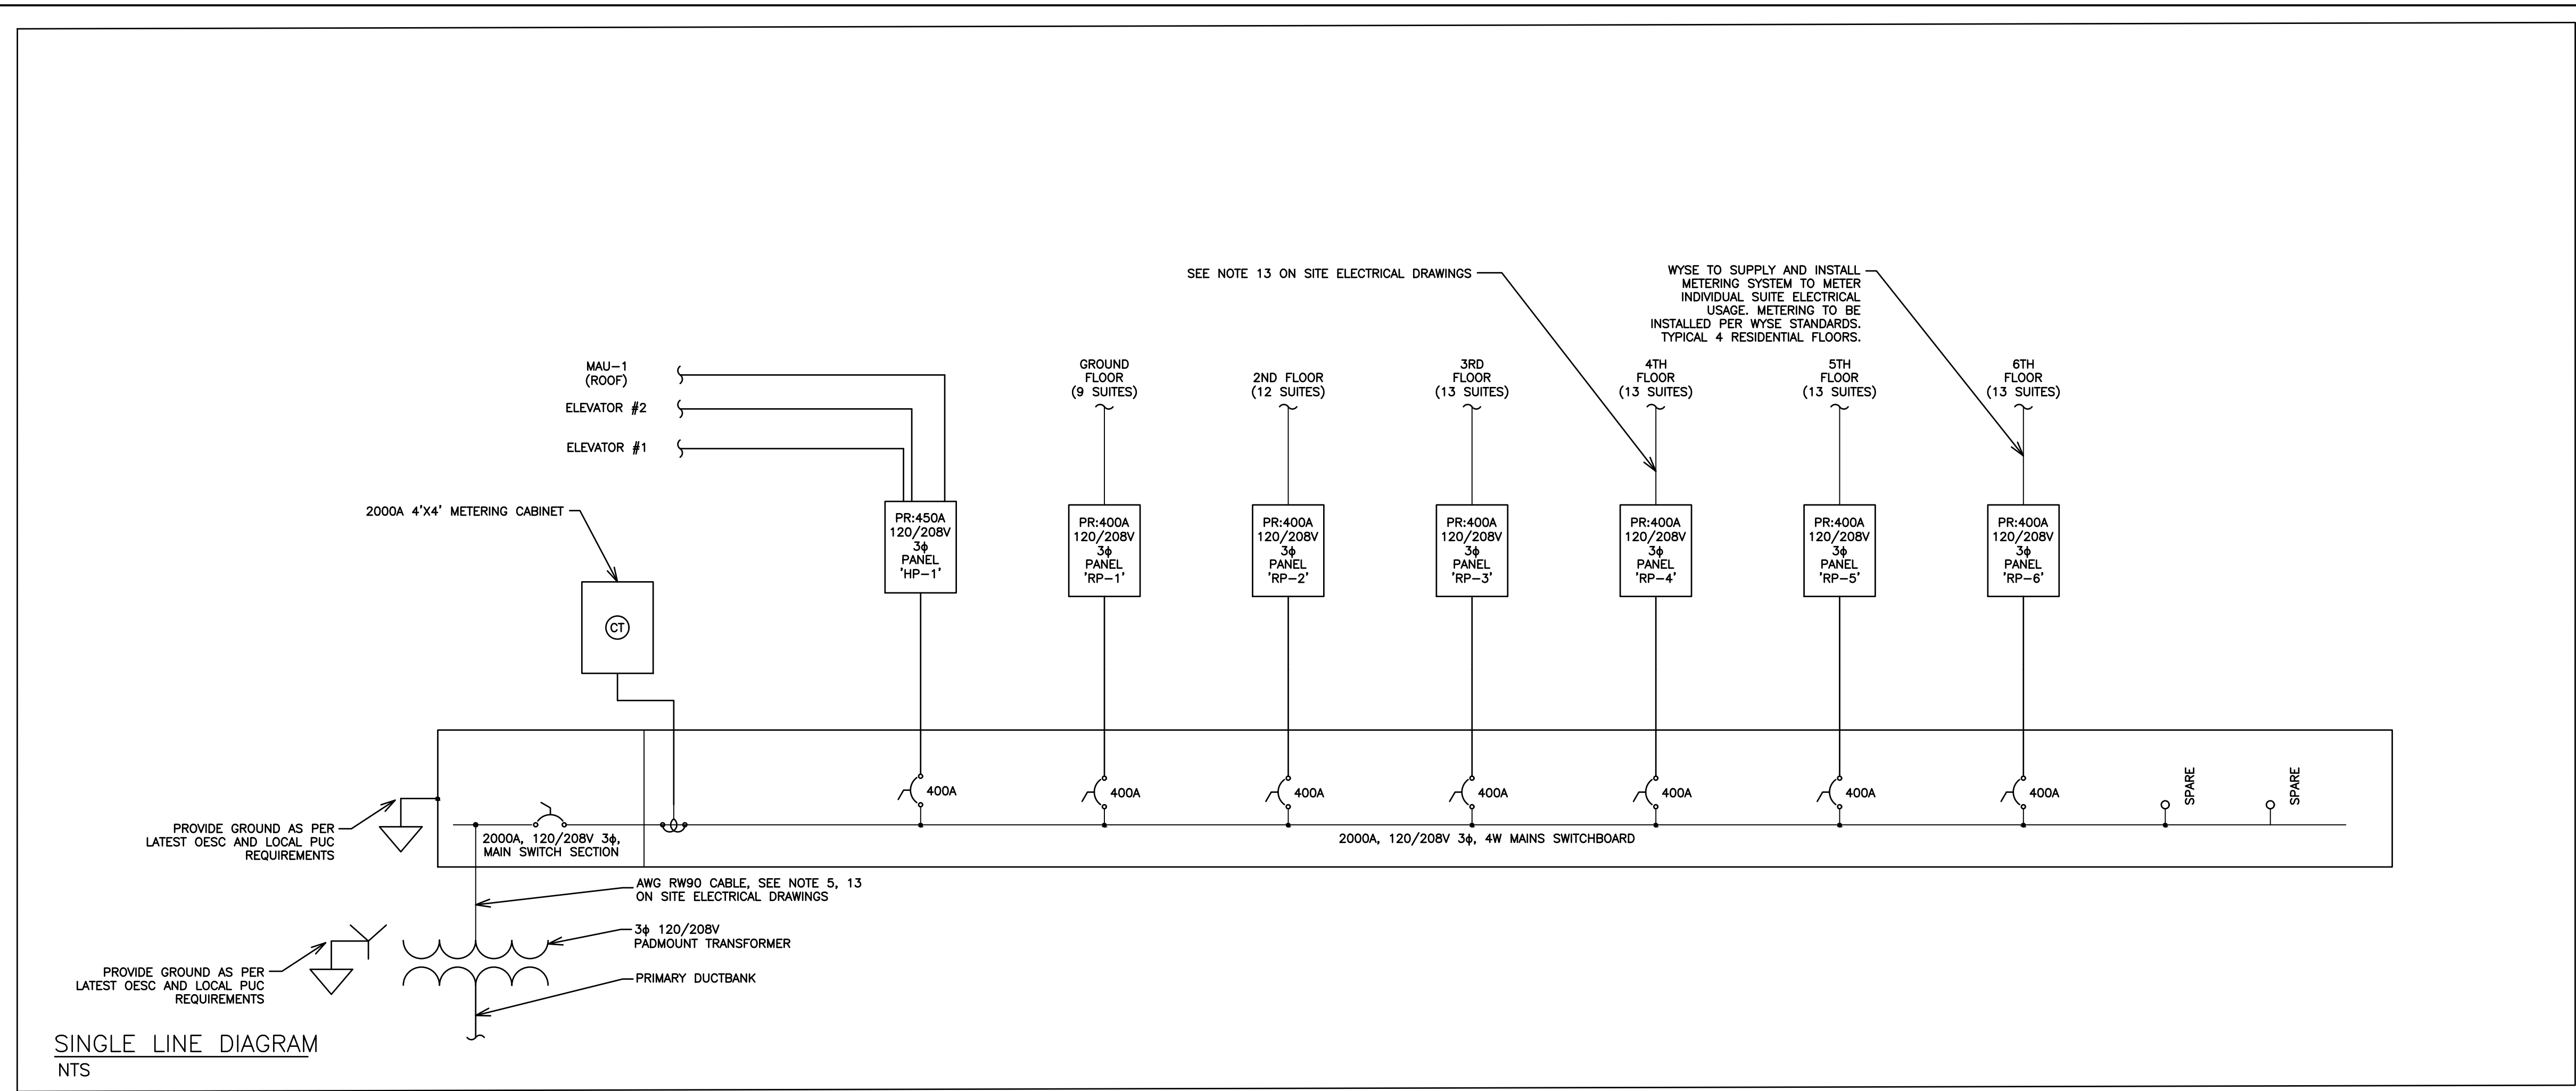 SEE NOTE 13 ON SITE ELECTRICAL DRAWINGS
WYSE TO SUPPLY AND INSTALL
METERING SYSTEM TO METER
INDIVIDUAL SUITE ELECTRICAL
USAGE. METERING TO BE
INSTALLED PER WYSE STANDARDS.
TYPICAL 4 RESIDENTIAL FLOORS.
MAU-1
(ROOF)
ELEVATOR #2
ELEVATOR #1
GROUND
FLOOR
(9 SUITES)
2ND FLOOR
(12 SUITES)
3RD
FLOOR
(13 SUITES)
4TH
FLOOR
(13 SUITES)
5TH
FLOOR
(13 SUITES)
6TH
FLOOR
(13 SUITES)
2000A 4'X4' METERING CABINET
CT
PR:450A
120/208V
3ϕ
PANEL
'HP-1'
PR:400A
120/208V
3ϕ
PANEL
'RP-1'
PR:400A
120/208V
3ϕ
PANEL
'RP-2'
PR:400A
120/208V
3ϕ
PANEL
'RP-3'
PR:400A
120/208V
3ϕ
PANEL
'RP-4'
PR:400A
120/208V
3ϕ
PANEL
'RP-5'
PR:400A
120/208V
3ϕ
PANEL
'RP-6'
400A
400A
400A
400A
400A
400A
400A
SPARE
SPARE
PROVIDE GROUND AS PER
LATEST OESC AND LOCAL PUC
REQUIREMENTS
2000A, 120/208V 3ϕ,
MAIN SWITCH SECTION
2000A, 120/208V 3ϕ, 4W MAINS SWITCHBOARD
AWG RW90 CABLE, SEE NOTE 5, 13
ON SITE ELECTRICAL DRAWINGS
3ϕ 120/208V
PADMOUNT TRANSFORMER
PROVIDE GROUND AS PER
LATEST OESC AND LOCAL PUC
REQUIREMENTS
PRIMARY DUCTBANK
SINGLE LINE DIAGRAM
NTS